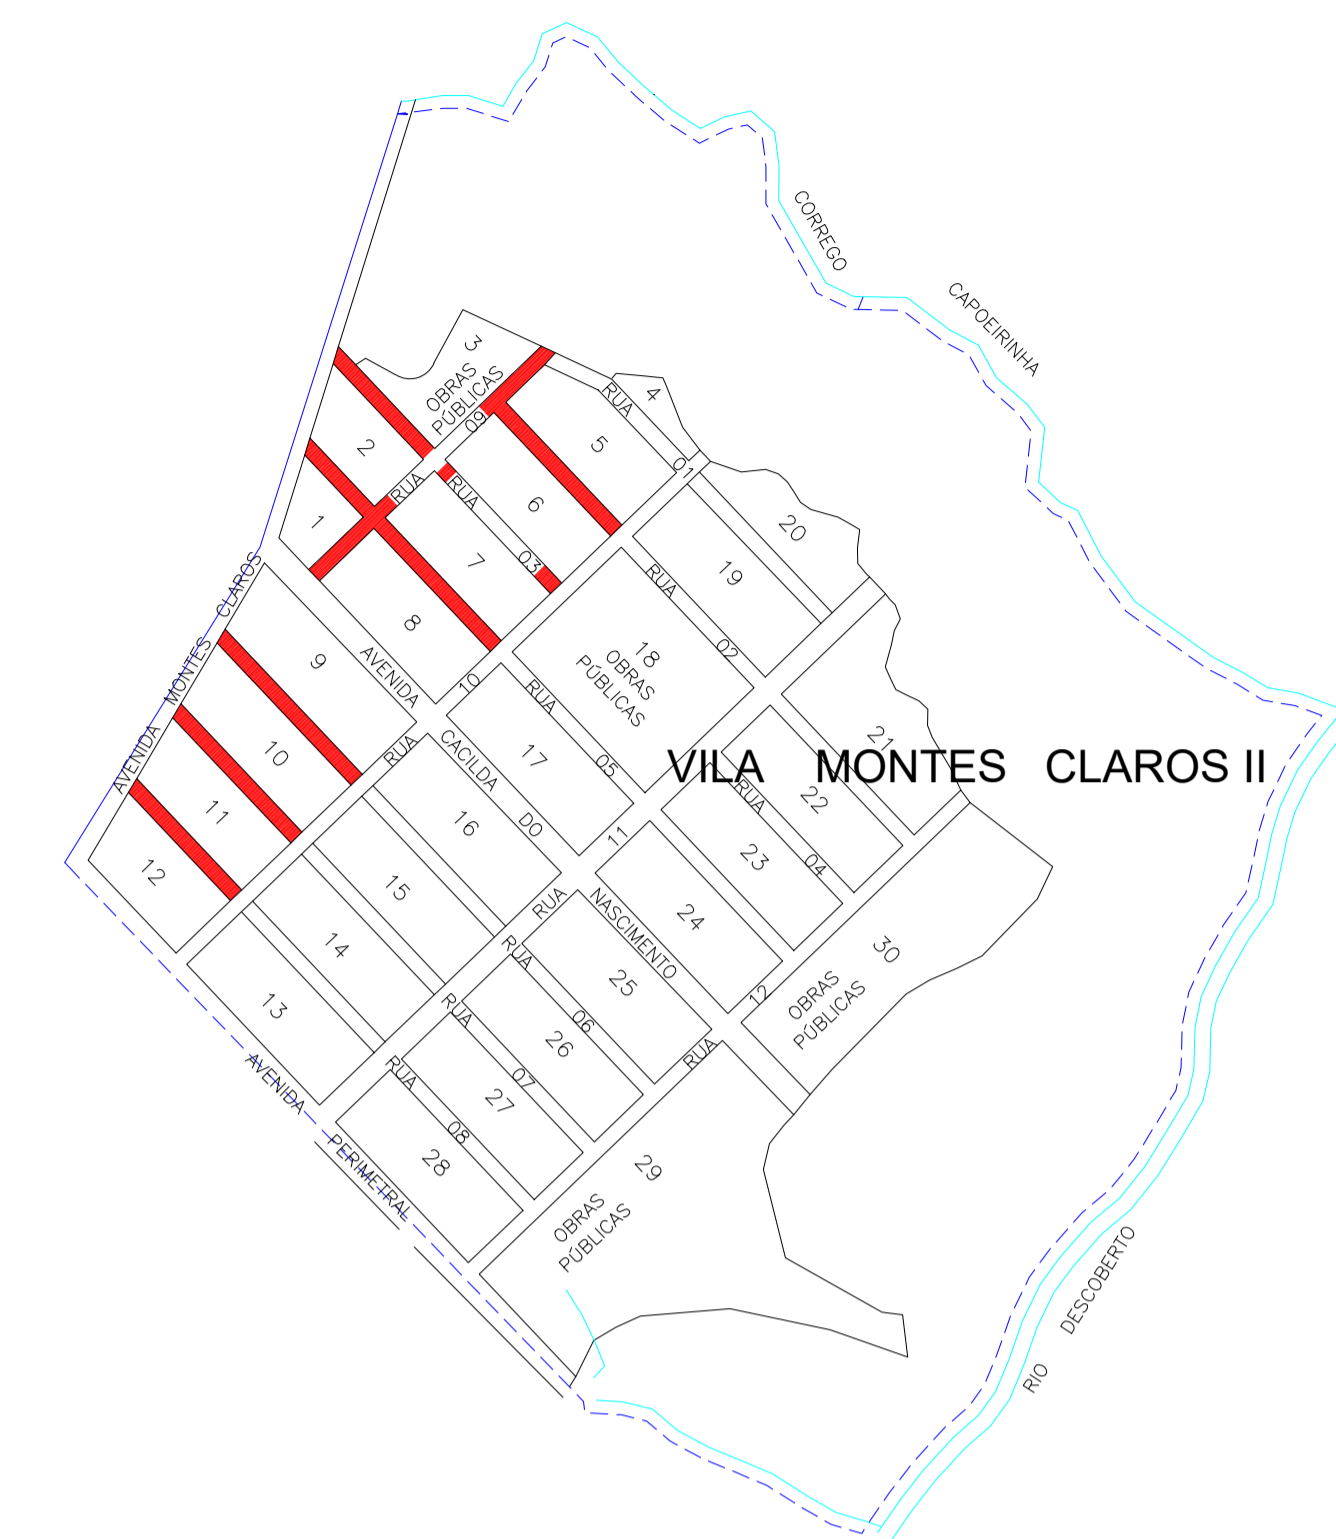 CORREGO
CAPOEIRINHA
3
OBRAS
PÚBLICAS
4
RUA
01
5
2
09
RUA
RUA
6
20
1
7
03
19
RUA
8
18
OBRAS
PÚBLICAS
02
AVENIDA MONTES CLAROS
9
AVENIDA
10
RUA
21
10
RUA
17
05
VILA MONTES CLAROS II
CACILDA
DO
11
RUA
22
04
12
16
11
23
15
RUA
NASCIMENTO
24
30
OBRAS
PÚBLICAS
14
RUA
25
12
13
RUA
06
26
RUA
AVENIDA
RUA
07
27
PERIMETRAL
08
28
29
OBRAS
PÚBLICAS
RIO
DESCOBERTO